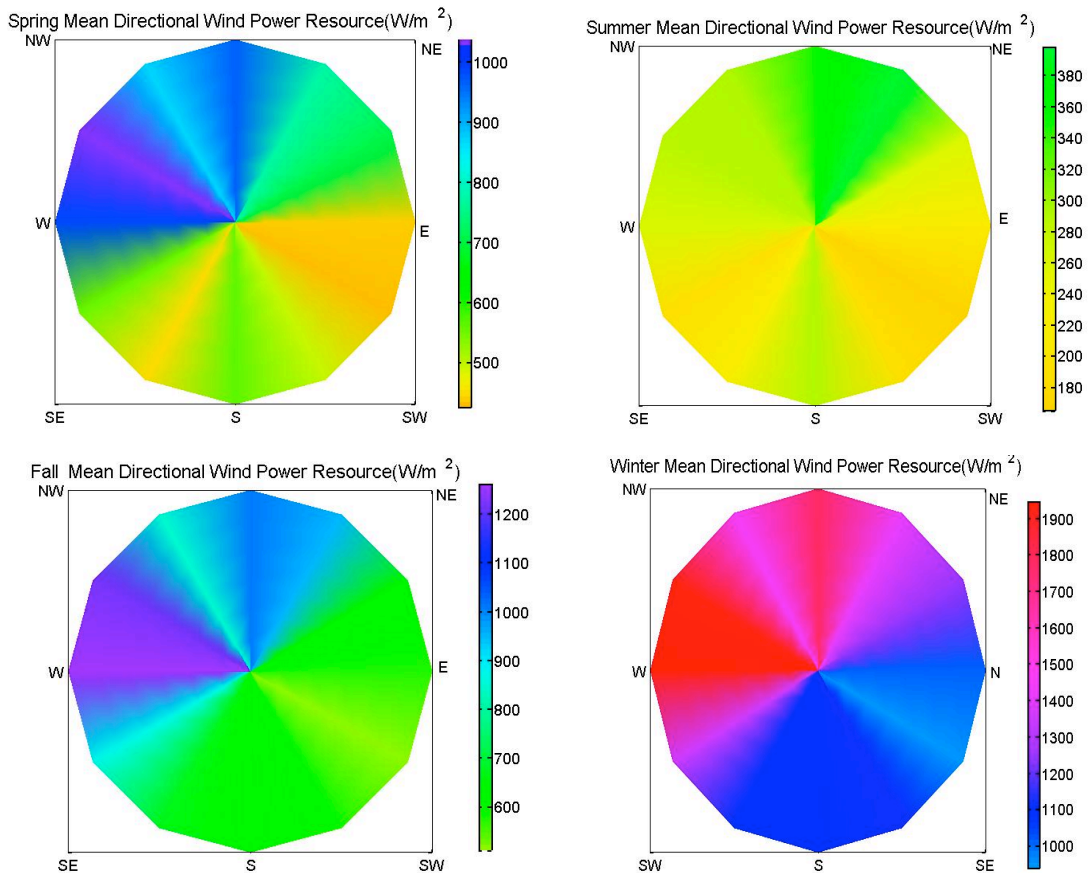 Spring Mean Directional Wind Power Resource(W/m 2)
NW
NE
W
E
SE
S
SW
1000
900
800
700
600
500
Summer Mean Directional Wind Power Resource(W/m 2)
NW
NE
W
E
SE
S
SW
380
360
340
320
300
280
260
240
220
200
180
Fall Mean Directional Wind Power Resource(W/m 2)
NW
NE
W
E
SE
S
SW
1200
1100
1000
900
800
700
600
Winter Mean Directional Wind Power Resource(W/m 2)
NW
NE
W
N
SW
S
SE
1900
1800
1700
1600
1500
1400
1300
1200
1100
1000